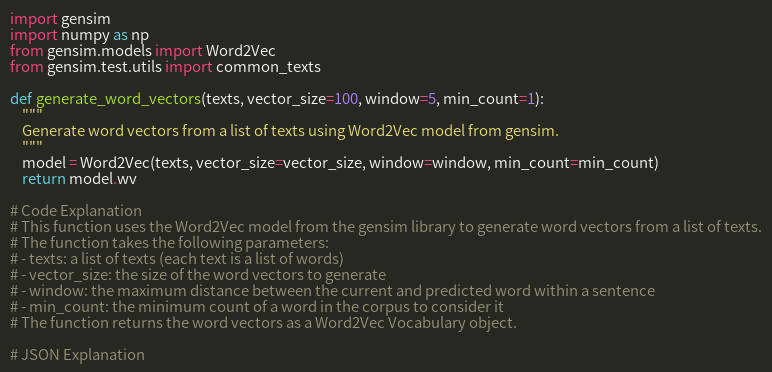 import gensim
import numpy as np
from gensim.models import Word2Vec
from gensim.test.utils import common_texts
def generate_word_vectors(texts, vector_size=100, window=5, min_count=1):
"""
Generate word vectors from a list of texts using Word2Vec model from gensim.
"""
model = Word2Vec(texts, vector_size=vector_size, window=window, min_count=min_count)
return model.wv
# Code Explanation
# This function uses the Word2Vec model from the gensim library to generate word vectors from a list of texts.
# The function takes the following parameters:
# - texts: a list of texts (each text is a list of words)
# - vector_size: the size of the word vectors to generate
# - window: the maximum distance between the current and predicted word within a sentence
# - min_count: the minimum count of a word in the corpus to consider it
# The function returns the word vectors as a Word2Vec Vocabulary object.
# JSON Explanation